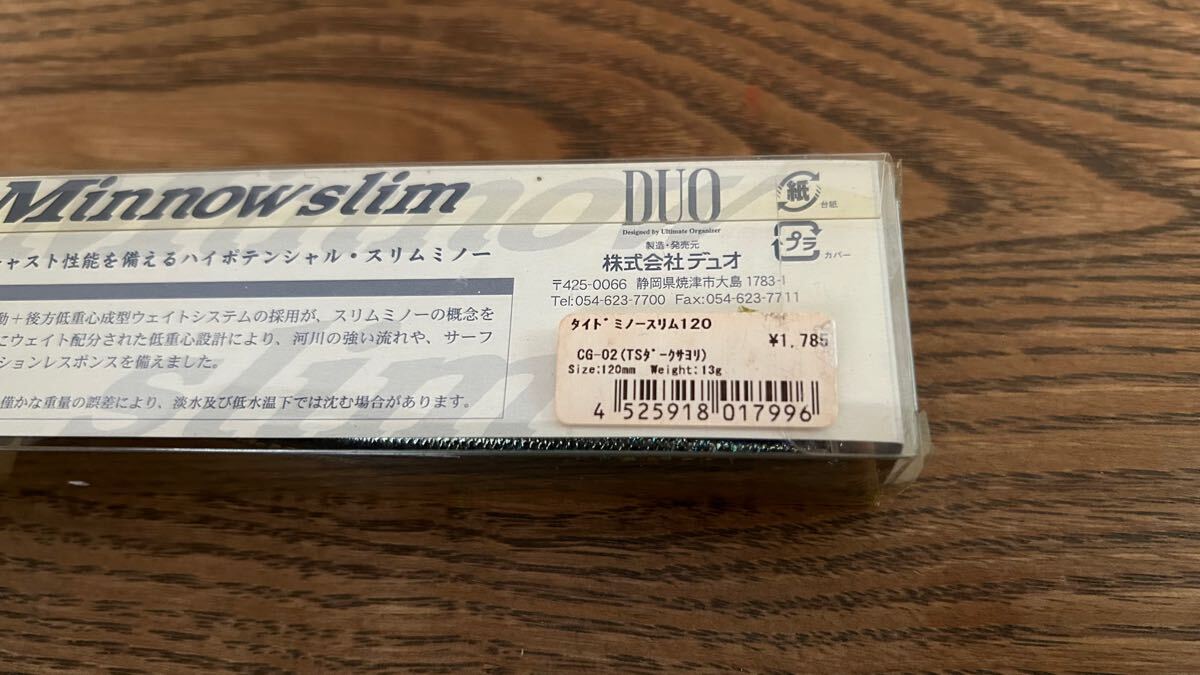 Minnow slim
DUO
Designed by Ultimate Organizer
製造・発売元
株式会社デュオ
〒425-0066 静岡県焼津市大島 1783-1
Tel:054-623-7700 Fax:054-623-7711
紙
台紙
プラ
カバー
ャスト性能を備えるハイポテンシャル・スリムミノー
動＋後方低重心成型ウェイトシステムの採用が、スリムミノーの概念を
にウェイト配分された低重心設計により、河川の強い流れや、サーフ
ションレスポンスを備えました。
僅かな重量の誤差により、淡水及び低水温下では沈む場合があります。
タイドミノースリム120
¥1,785
CG-02(TSダークサヨリ)
Size:120mm Weight:13g
4 525918 017996